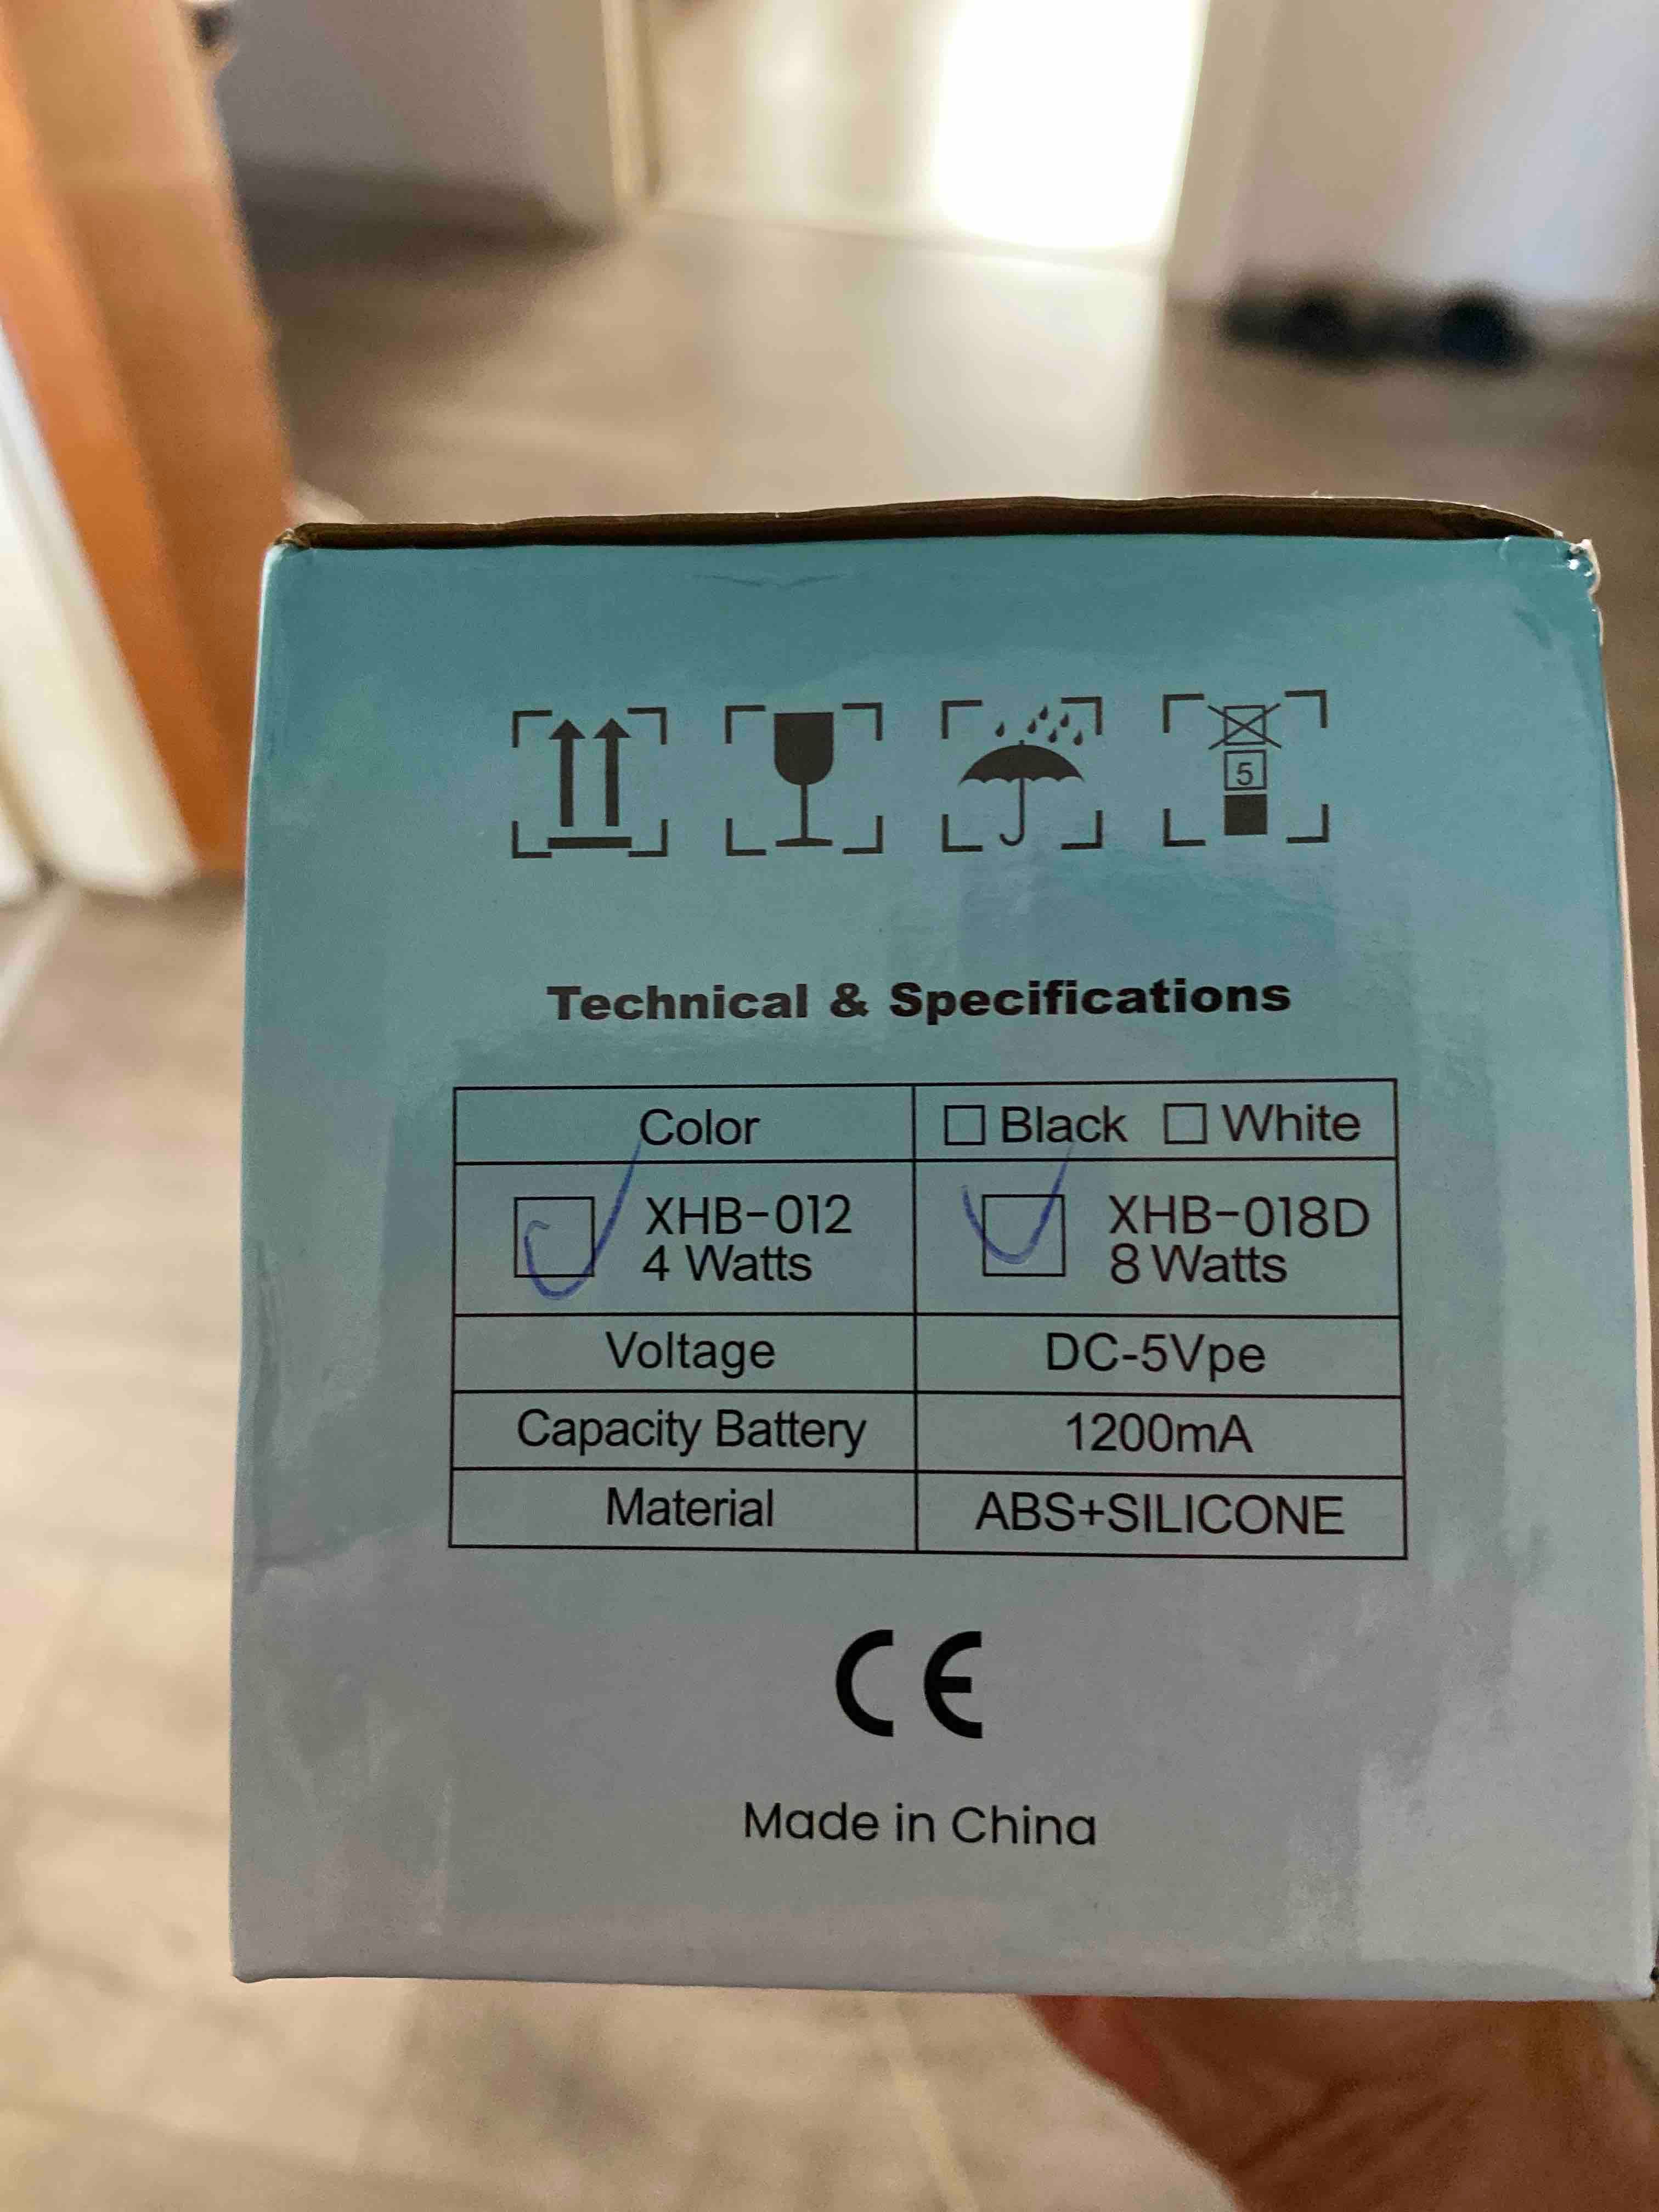 5
Technical & Specifications
Color
Black White
XHB-012
4 Watts
XHB-018D
8 Watts
Voltage
DC-5Vpe
Capacity Battery
1200mA
Material
ABS+SILICONE
CE
Made in China